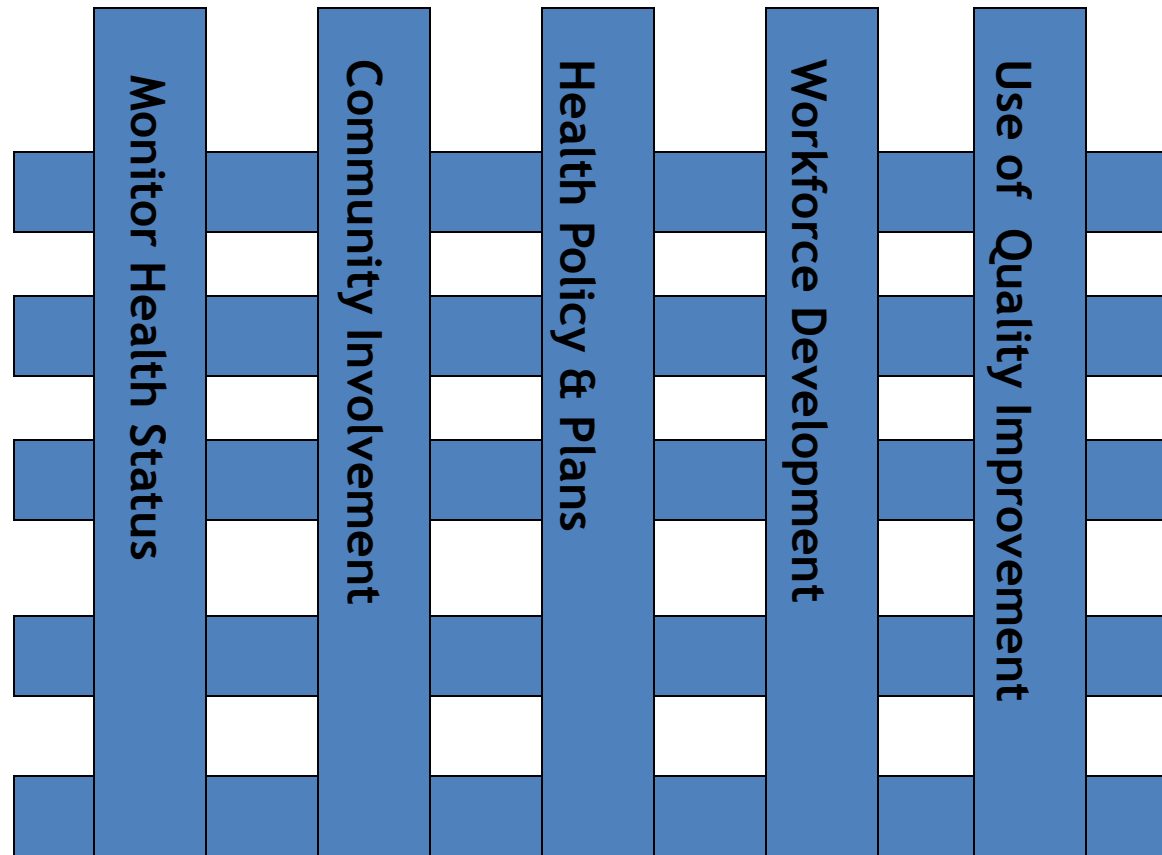 Monitor Health Status
Community Involvement
Health Policy & Plans
Workforce Development
Use of  Quality Improvement